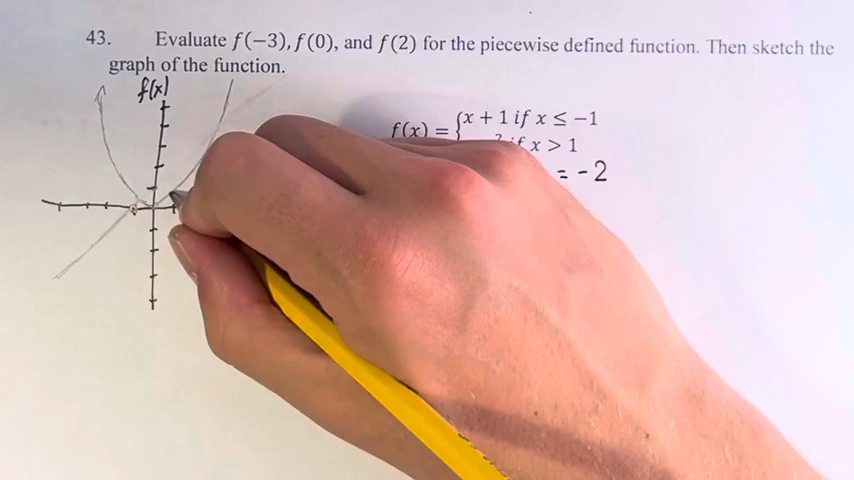 43. Evaluate f(−3), f(0), and f(2) for the piecewise defined function. Then sketch the
graph of the function.
f(x)
f(x) = { x + 1 if x ≤ −1
2 if x > 1
= -2